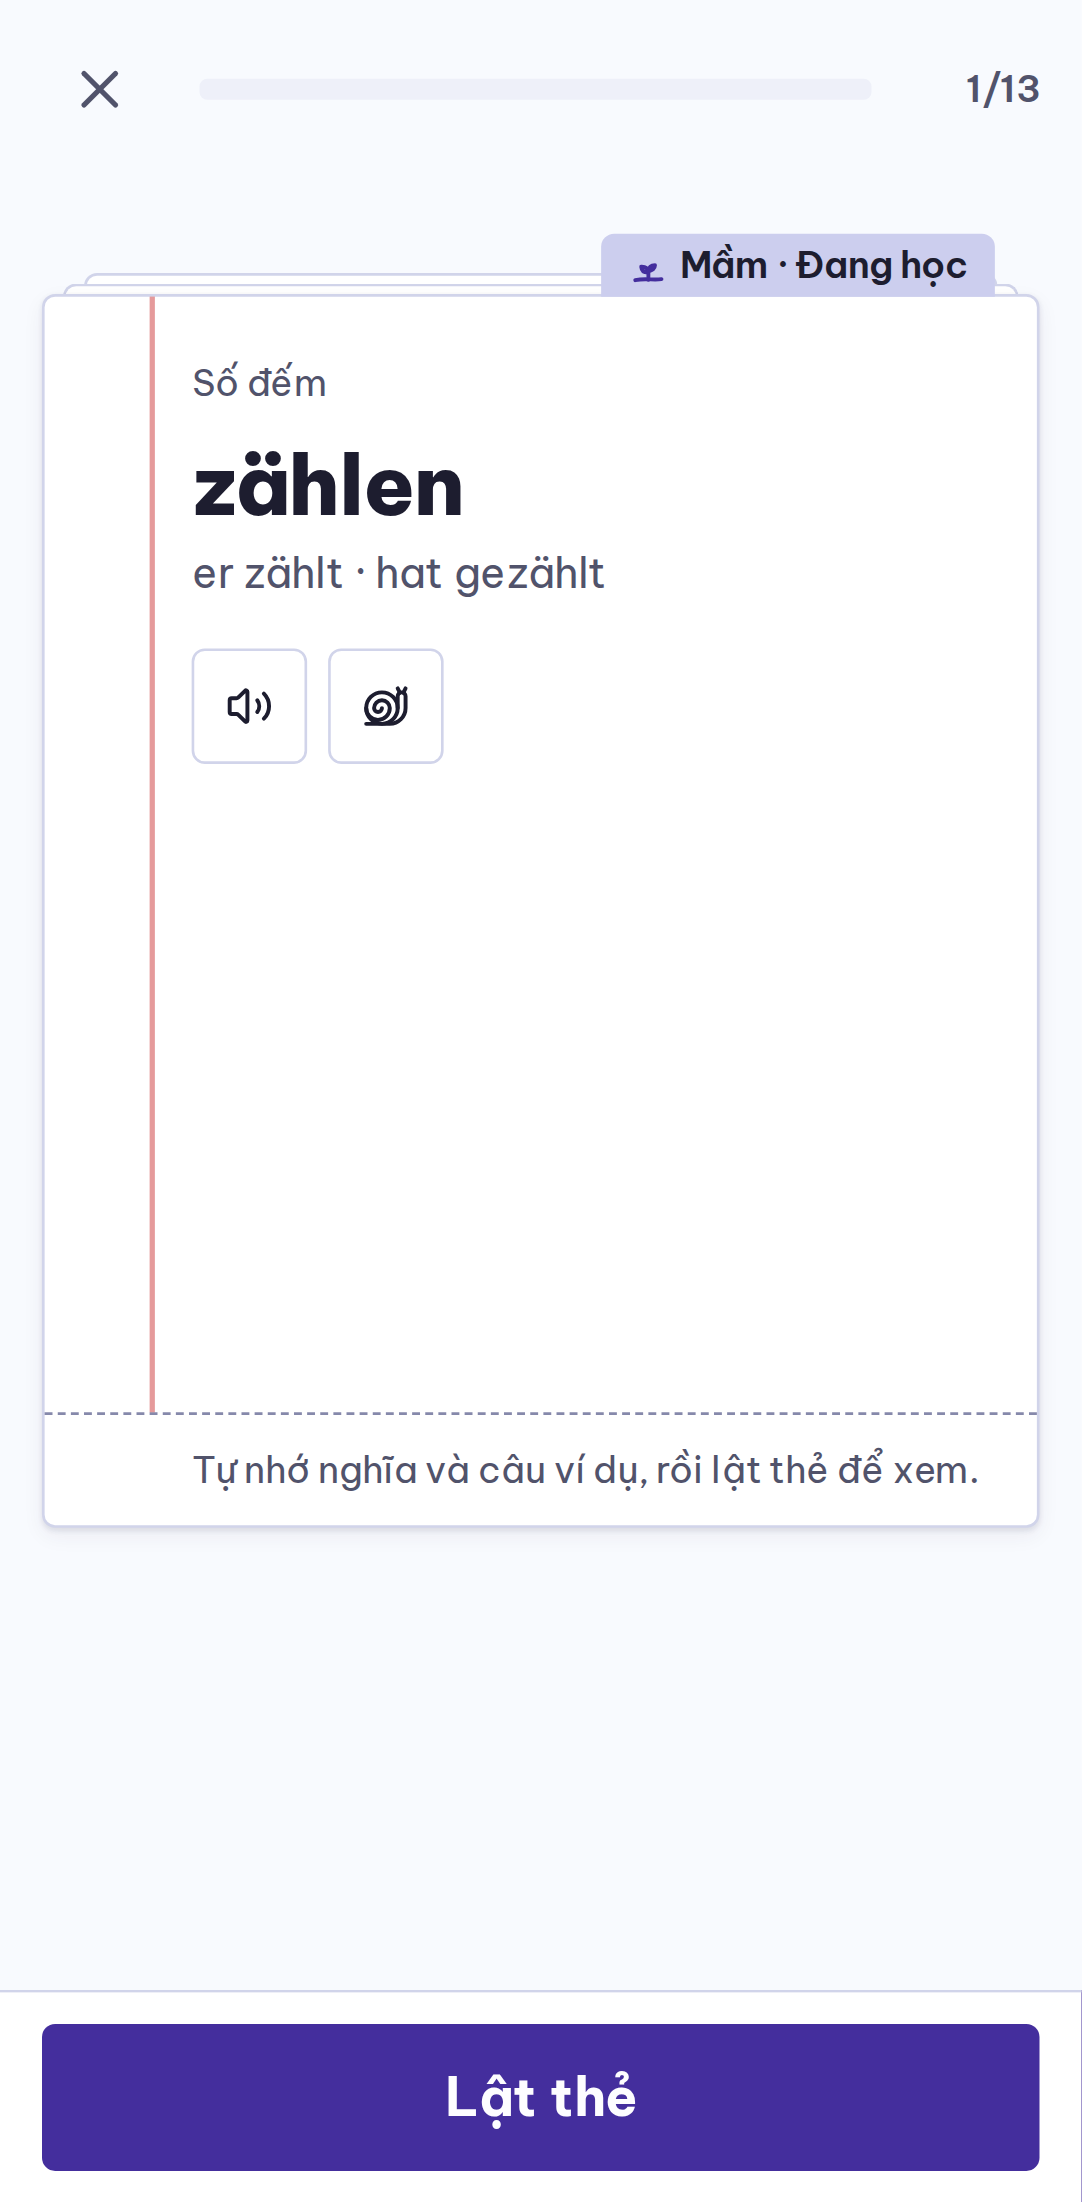 1/13
Mầm · Đang học
Số đếm
zählen
er zählt · hat gezählt
Tự nhớ nghĩa và câu ví dụ, rồi lật thẻ để xem.
Lật thẻ